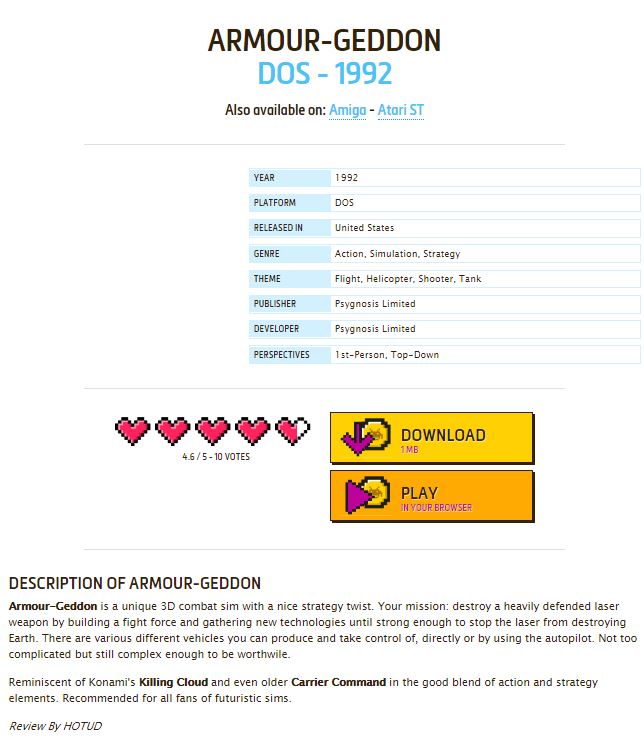 ARMOUR-GEDDON
DOS - 1992
Also available on: Amiga - Atari ST
YEAR 1992
PLATFORM DOS
RELEASED IN United States
GENRE Action, Simulation, Strategy
THEME Flight, Helicopter, Shooter, Tank
PUBLISHER Psygnosis Limited
DEVELOPER Psygnosis Limited
PERSPECTIVES 1st-Person, Top-Down
4.6 / 5 - 10 VOTES
DOWNLOAD
1 MB
PLAY
IN YOUR BROWSER
DESCRIPTION OF ARMOUR-GEDDON
Armour-Geddon is a unique 3D combat sim with a nice strategy twist. Your mission: destroy a heavily defended laser
weapon by building a fight force and gathering new technologies until strong enough to stop the laser from destroying
Earth. There are various different vehicles you can produce and take control of, directly or by using the autopilot. Not too
complicated but still complex enough to be worthwile.
Reminiscent of Konami's Killing Cloud and even older Carrier Command in the good blend of action and strategy
elements. Recommended for all fans of futuristic sims.
Review By HOTUD